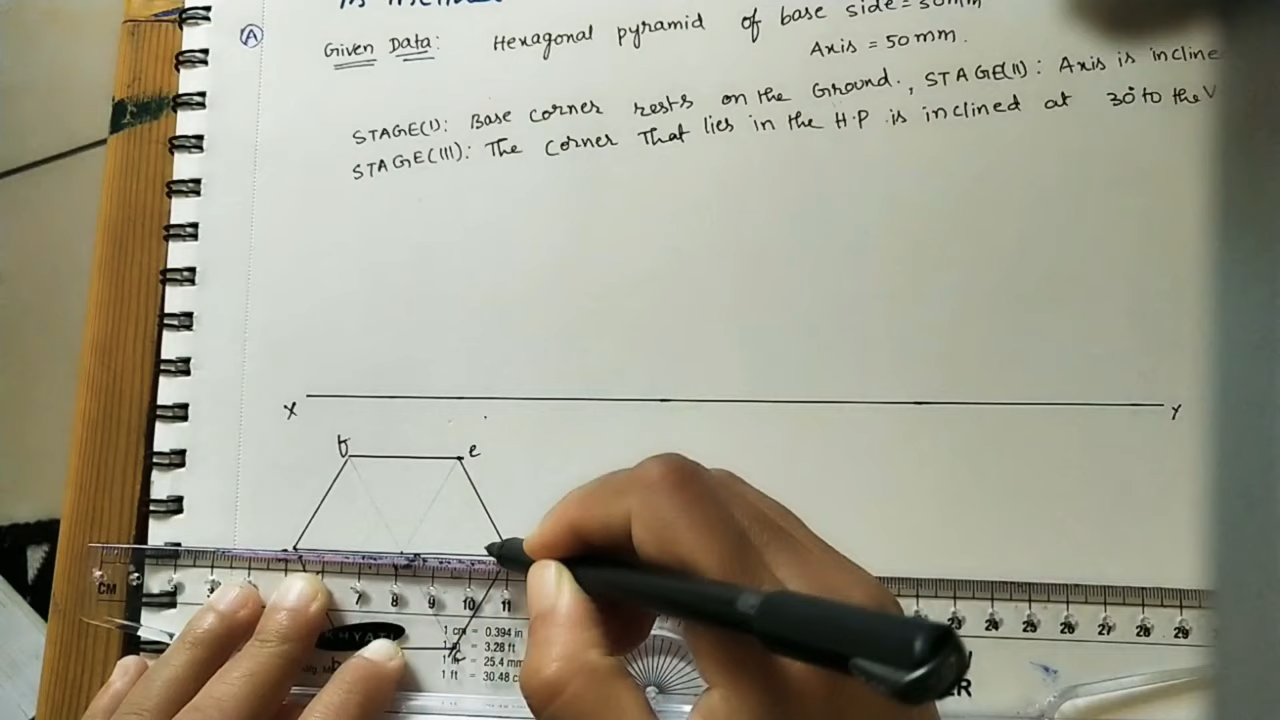 A
Given Data: Hexagonal pyramid of base side = 30mm
Axis = 50mm.
STAGE(I): Base corner rests on the Ground., STAGE(II): Axis is incline
STAGE(III): The corner That lies in the H.P is inclined at 30° to the V
X
Y
f
e
CM
7 8 9 10 11
23 24 25 26 27 28 29
KHYATI
1 cm = 0.394 in
= 3.28 ft
= 25.4 mm
1 ft = 30.48 c
b
c